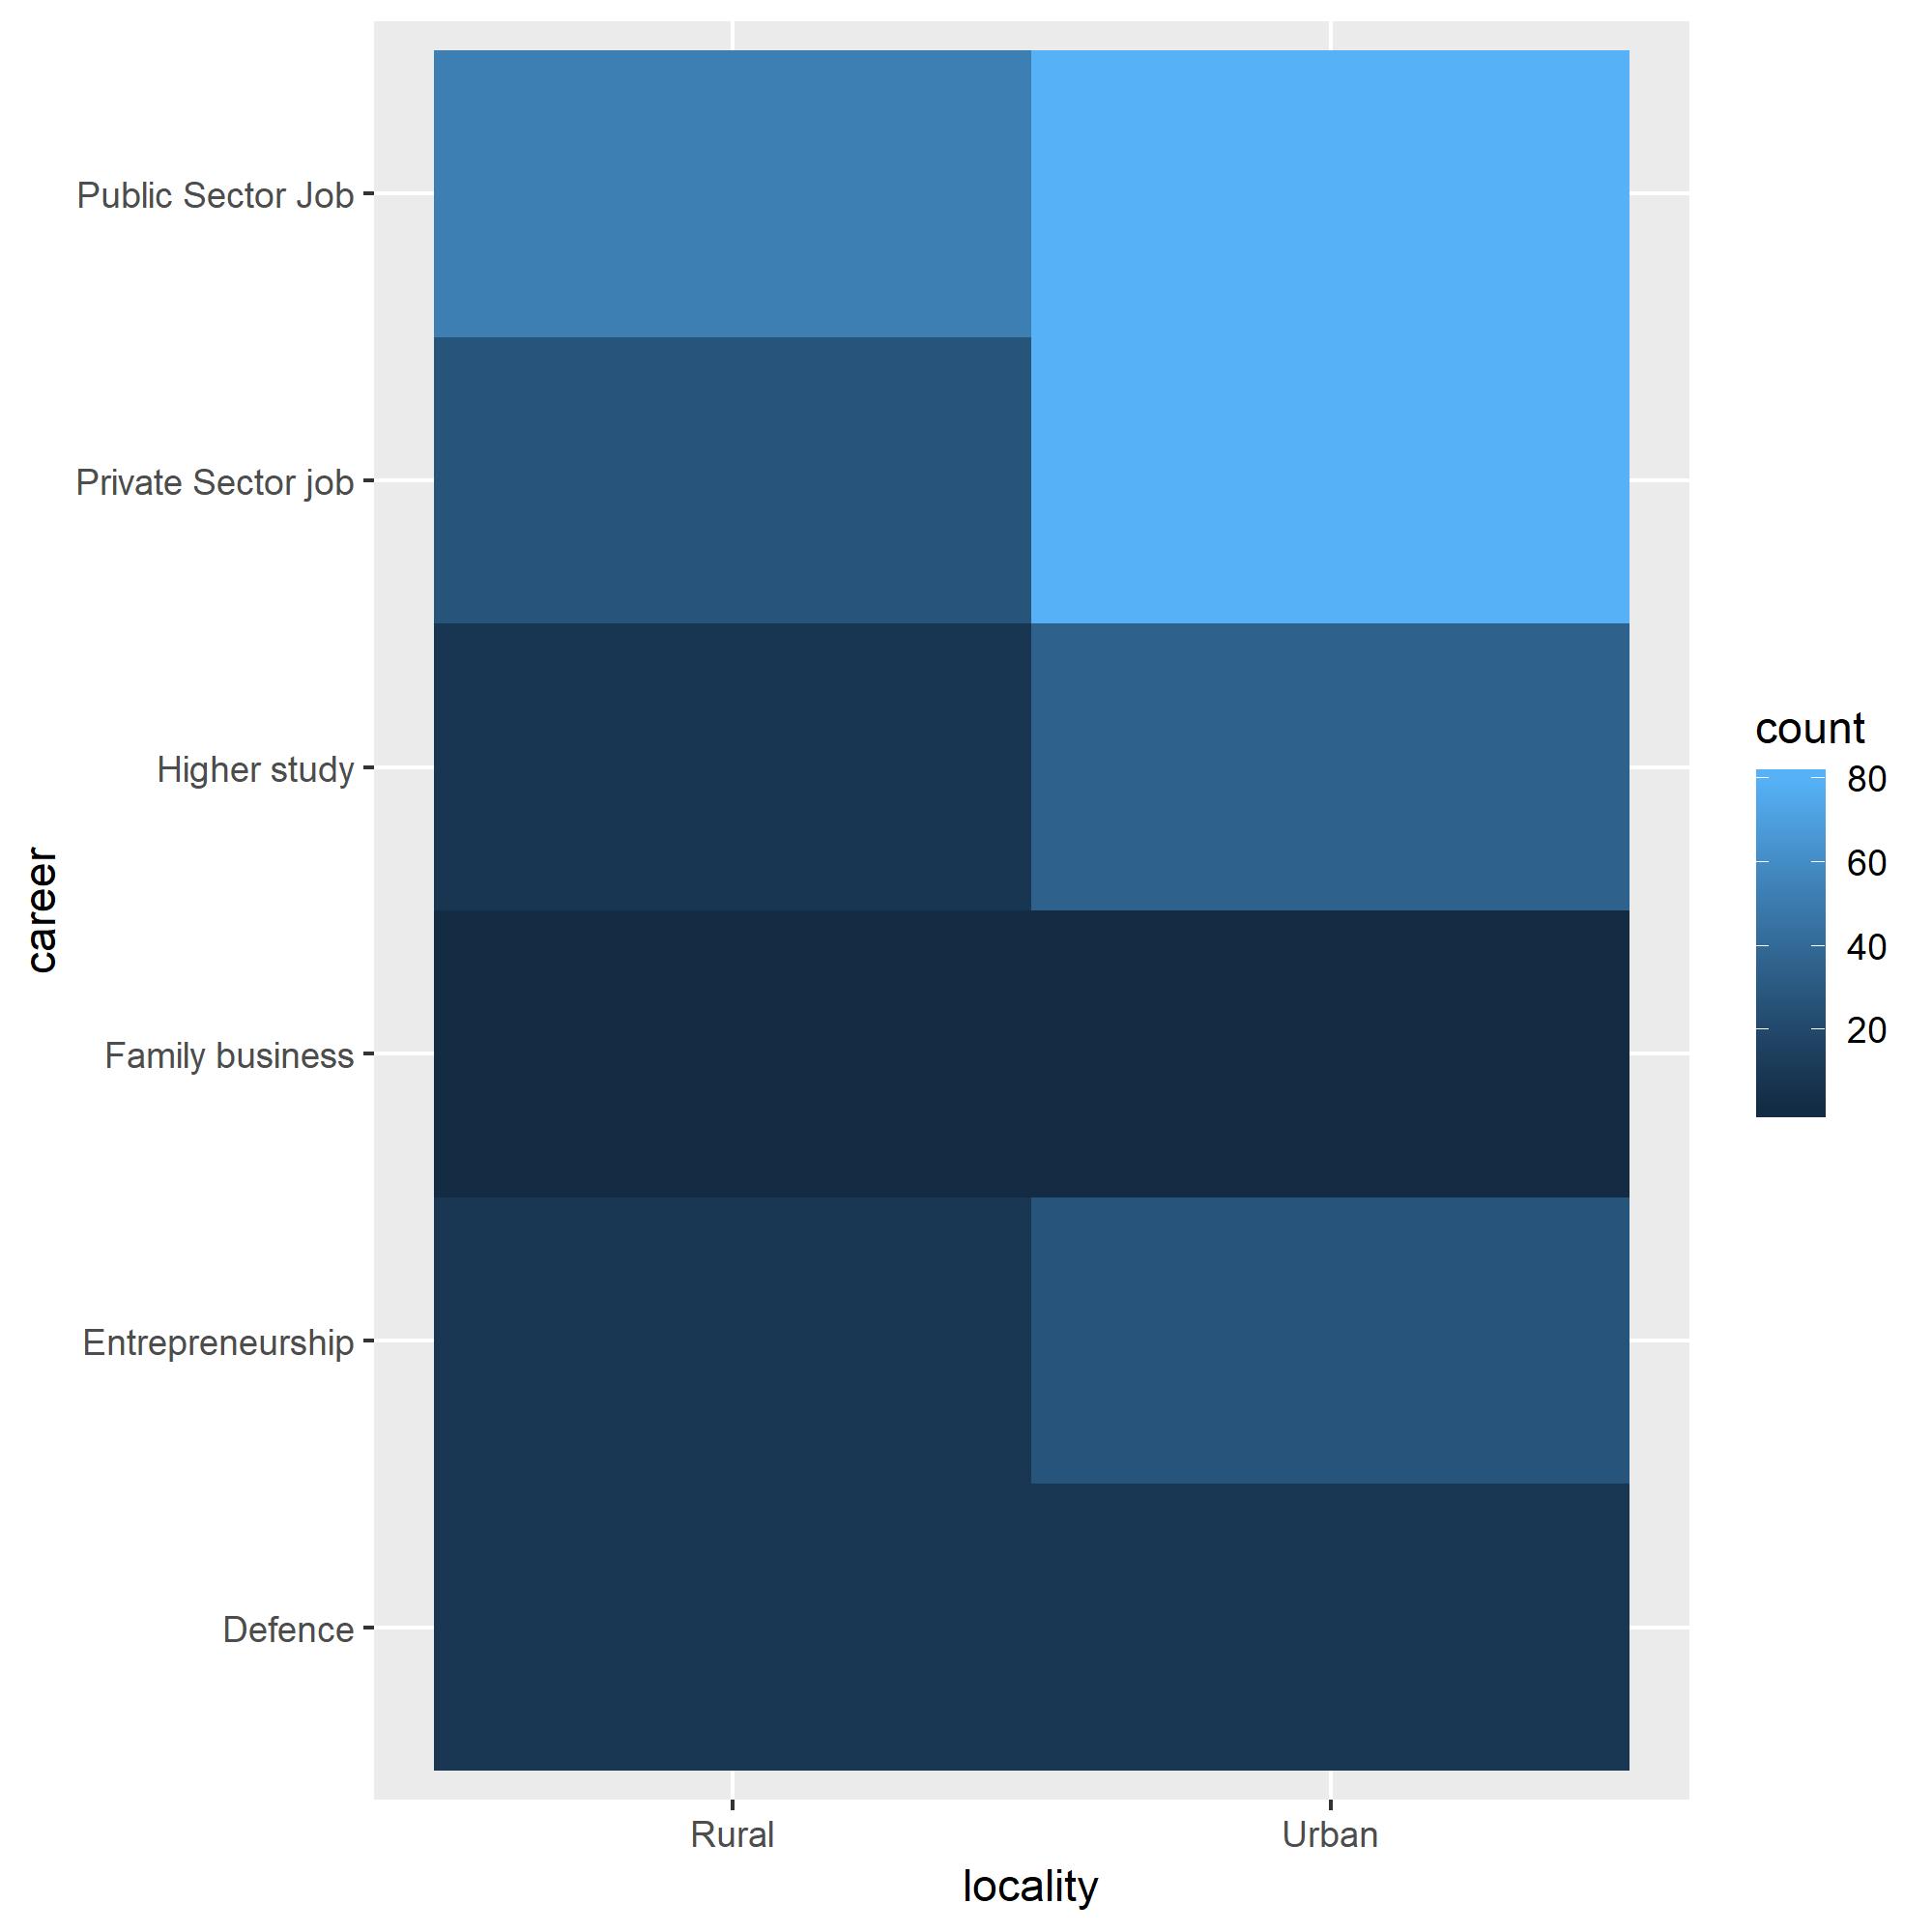 Public Sector Job
Private Sector job
Higher study
Family business
Entrepreneurship
Defence
career
Rural
Urban
locality
count
80
60
40
20